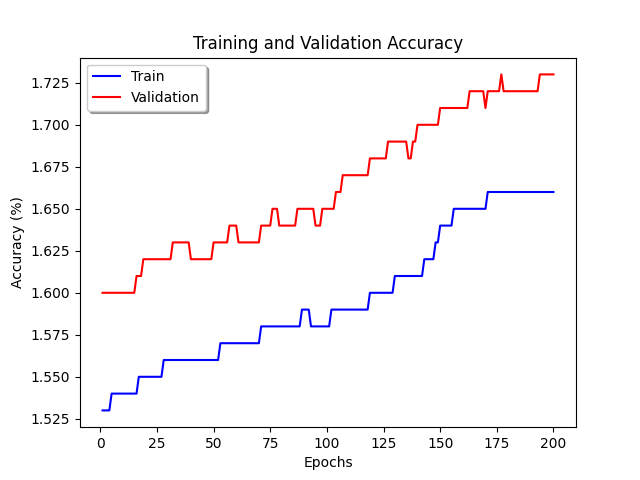 Training and Validation Accuracy
Train
Validation
1.725
1.700
1.675
1.650
1.625
1.600
1.575
1.550
1.525
Accuracy (%)
0 25 50 75 100 125 150 175 200
Epochs